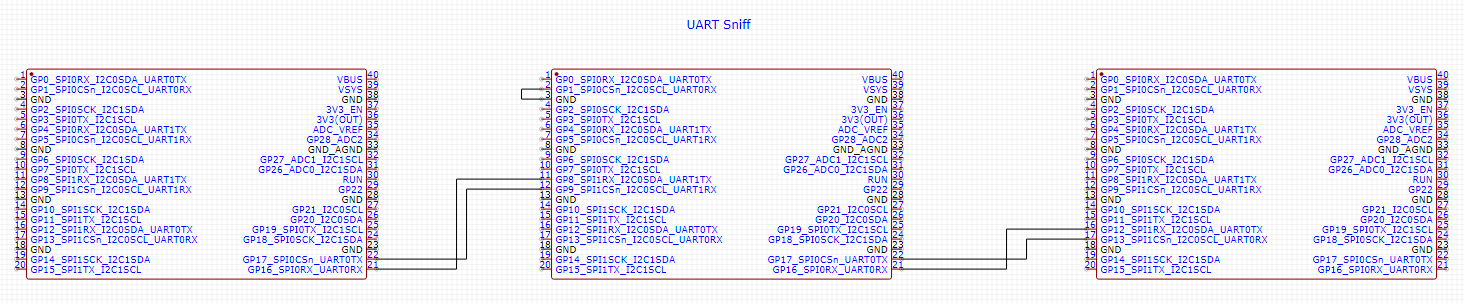 UART Sniff
1 GP0_SPI0RX_I2C0SDA_UART0TX VBUS 40
2 GP1_SPI0CSn_I2C0SCL_UART0RX VSYS 39
3 GND GND 38
4 GP2_SPI0SCK_I2C1SDA 3V3_EN 37
5 GP3_SPI0TX_I2C1SCL 3V3(OUT) 36
6 GP4_SPI0RX_I2C0SDA_UART1TX ADC_VREF 35
7 GP5_SPI0CSn_I2C0SCL_UART1RX GP28_ADC2 34
8 GND GND_AGND 33
9 GP6_SPI0SCK_I2C1SDA GP27_ADC1_I2C1SCL 32
10 GP7_SPI0TX_I2C1SCL GP26_ADC0_I2C1SDA 31
11 GP8_SPI1RX_I2C0SDA_UART1TX RUN 30
12 GP9_SPI1CSn_I2C0SCL_UART1RX GP22 29
13 GND GND 28
14 GP10_SPI1SCK_I2C1SDA GP21_I2C0SCL 27
15 GP11_SPI1TX_I2C1SCL GP20_I2C0SDA 26
16 GP12_SPI1RX_I2C0SDA_UART0TX GP19_SPI0TX_I2C1SCL 25
17 GP13_SPI1CSn_I2C0SCL_UART0RX GP18_SPI0SCK_I2C1SDA 24
18 GND GND 23
19 GP14_SPI1SCK_I2C1SDA GP17_SPI0CSn_UART0TX 22
20 GP15_SPI1TX_I2C1SCL GP16_SPI0RX_UART0RX 21
1 GP0_SPI0RX_I2C0SDA_UART0TX VBUS 40
2 GP1_SPI0CSn_I2C0SCL_UART0RX VSYS 39
3 GND GND 38
4 GP2_SPI0SCK_I2C1SDA 3V3_EN 37
5 GP3_SPI0TX_I2C1SCL 3V3(OUT) 36
6 GP4_SPI0RX_I2C0SDA_UART1TX ADC_VREF 35
7 GP5_SPI0CSn_I2C0SCL_UART1RX GP28_ADC2 34
8 GND GND_AGND 33
9 GP6_SPI0SCK_I2C1SDA GP27_ADC1_I2C1SCL 32
10 GP7_SPI0TX_I2C1SCL GP26_ADC0_I2C1SDA 31
11 GP8_SPI1RX_I2C0SDA_UART1TX RUN 30
12 GP9_SPI1CSn_I2C0SCL_UART1RX GP22 29
13 GND GND 28
14 GP10_SPI1SCK_I2C1SDA GP21_I2C0SCL 27
15 GP11_SPI1TX_I2C1SCL GP20_I2C0SDA 26
16 GP12_SPI1RX_I2C0SDA_UART0TX GP19_SPI0TX_I2C1SCL 25
17 GP13_SPI1CSn_I2C0SCL_UART0RX GP18_SPI0SCK_I2C1SDA 24
18 GND GND 23
19 GP14_SPI1SCK_I2C1SDA GP17_SPI0CSn_UART0TX 22
20 GP15_SPI1TX_I2C1SCL GP16_SPI0RX_UART0RX 21
1 GP0_SPI0RX_I2C0SDA_UART0TX VBUS 40
2 GP1_SPI0CSn_I2C0SCL_UART0RX VSYS 39
3 GND GND 38
4 GP2_SPI0SCK_I2C1SDA 3V3_EN 37
5 GP3_SPI0TX_I2C1SCL 3V3(OUT) 36
6 GP4_SPI0RX_I2C0SDA_UART1TX ADC_VREF 35
7 GP5_SPI0CSn_I2C0SCL_UART1RX GP28_ADC2 34
8 GND GND_AGND 33
9 GP6_SPI0SCK_I2C1SDA GP27_ADC1_I2C1SCL 32
10 GP7_SPI0TX_I2C1SCL GP26_ADC0_I2C1SDA 31
11 GP8_SPI1RX_I2C0SDA_UART1TX RUN 30
12 GP9_SPI1CSn_I2C0SCL_UART1RX GP22 29
13 GND GND 28
14 GP10_SPI1SCK_I2C1SDA GP21_I2C0SCL 27
15 GP11_SPI1TX_I2C1SCL GP20_I2C0SDA 26
16 GP12_SPI1RX_I2C0SDA_UART0TX GP19_SPI0TX_I2C1SCL 25
17 GP13_SPI1CSn_I2C0SCL_UART0RX GP18_SPI0SCK_I2C1SDA 24
18 GND GND 23
19 GP14_SPI1SCK_I2C1SDA GP17_SPI0CSn_UART0TX 22
20 GP15_SPI1TX_I2C1SCL GP16_SPI0RX_UART0RX 21